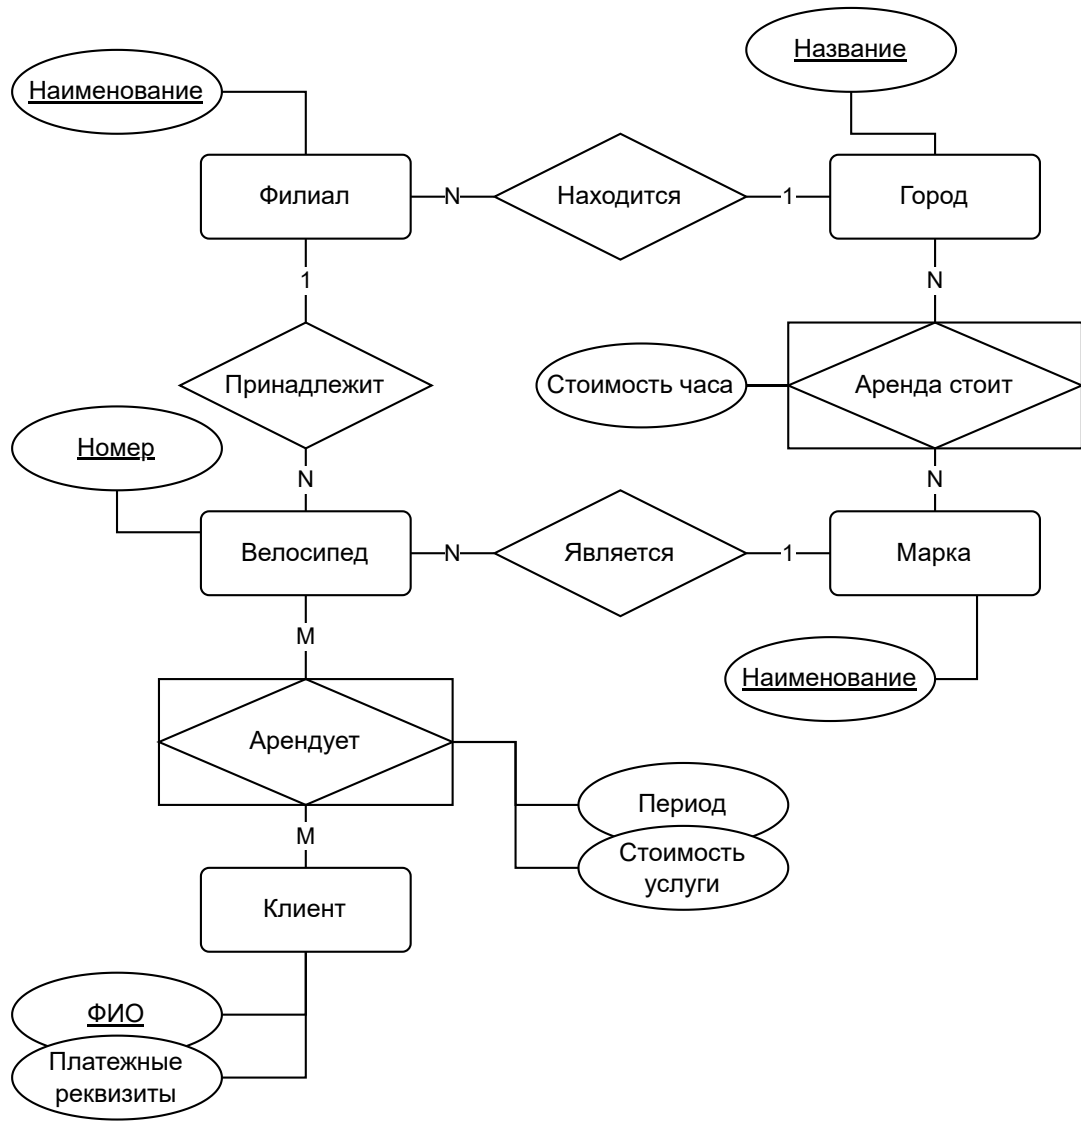 Название
Наименование
Филиал
N
Находится
1
Город
1
N
Принадлежит
Стоимость часа
Аренда стоит
Номер
N
N
Велосипед
N
Является
1
Марка
M
Наименование
Арендует
Период
M
Стоимость
услуги
Клиент
ФИО
Платежные
реквизиты